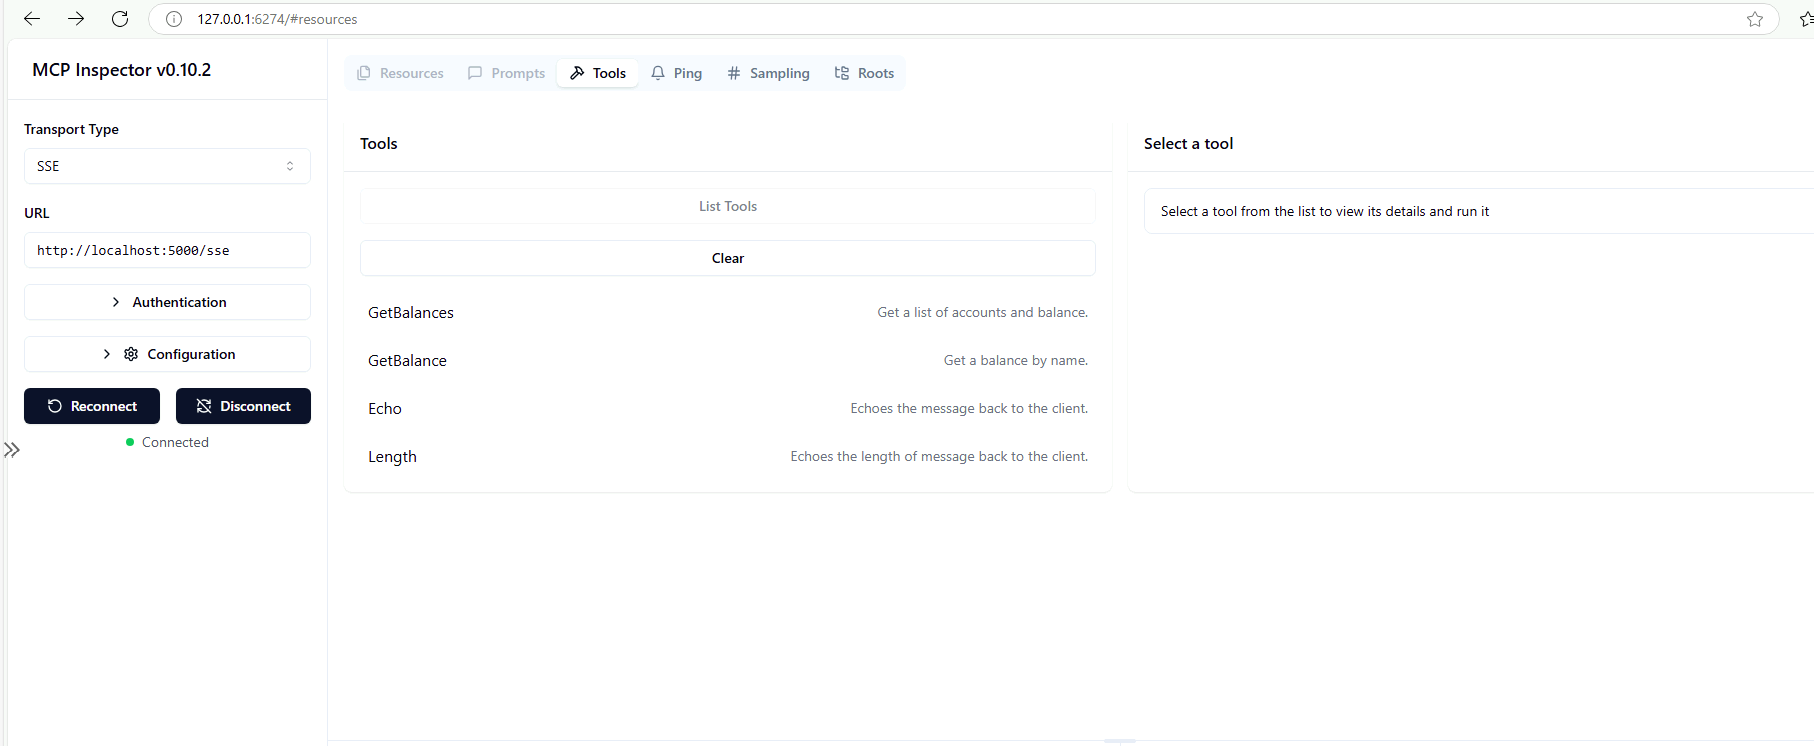 127.0.0.1:6274/#resources
MCP Inspector v0.10.2
Transport Type
SSE
URL
http://localhost:5000/sse
Authentication
Configuration
Reconnect Disconnect
Connected
Resources Prompts Tools Ping Sampling Roots
Tools
List Tools
Clear
GetBalances Get a list of accounts and balance.
GetBalance Get a balance by name.
Echo Echoes the message back to the client.
Length Echoes the length of message back to the client.
Select a tool
Select a tool from the list to view its details and run it